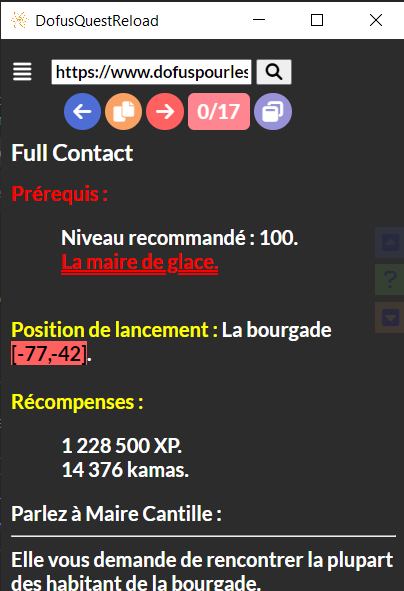 DofusQuestReload
https://www.dofuspourles
0/17
Full Contact
Prérequis :
Niveau recommandé : 100.
La maire de glace.
Position de lancement : La bourgade
[-77,-42].
Récompenses :
1 228 500 XP.
14 376 kamas.
Parlez à Maire Cantille :
Elle vous demande de rencontrer la plupart
des habitant de la bourgade.
?